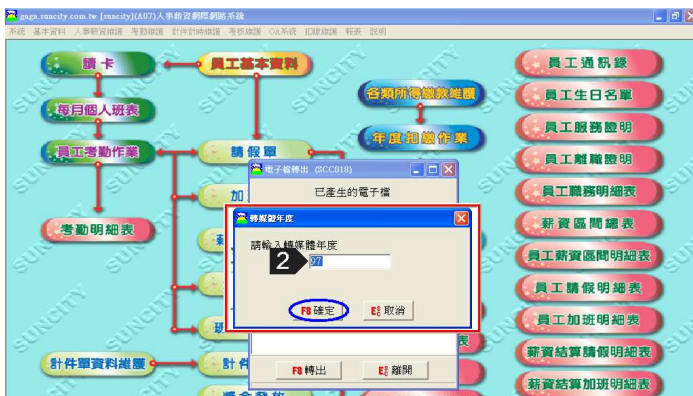 gaga.suncity.com.tw [suncity](A07)人事薪資網際網路系統
系統 基本資料 人事薪資維護 考勤維護 計件計時維護 考核維護 OA系統 扣繳維護 報表 說明
讀卡
員工基本資料
員工通訊錄
各類所得繳款維護
員工生日名單
每月個人班表
員工服務證明
年度扣繳作業
員工考勤作業
請假單
員工離職證明
電子檔轉出 (SCC018)
已產生的電子檔
員工職務明細表
加
轉媒體年度
考勤明細表
薪資區間總表
請輸入轉媒體年度
2
97
員工薪資區間明細表
員工請假明細表
F8 確定
取消
員工加班明細表
班
表
薪資結算請假明細表
計件單資料維護
計件
F8 轉出
離開
薪資結算加班明細表
獎金發放
SUNCITY